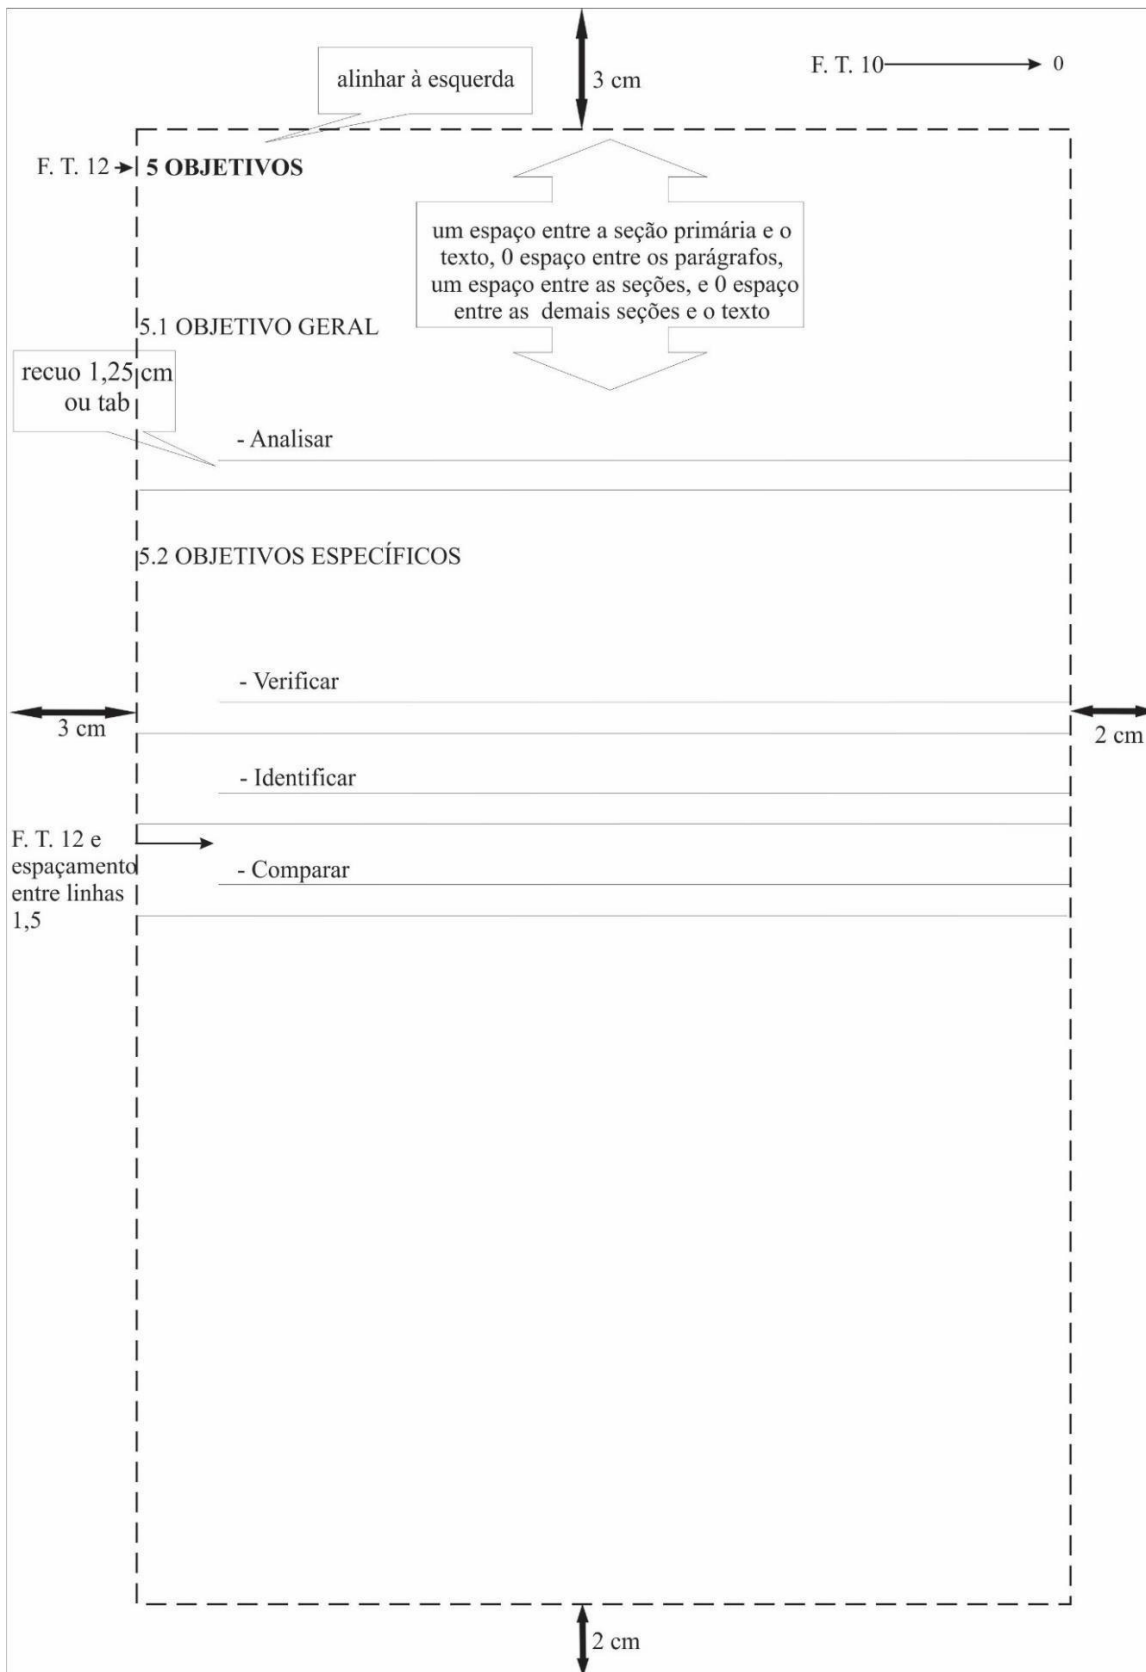 F. T. 10
0
alinhar à esquerda
3 cm
F. T. 12
5 OBJETIVOS
um espaço entre a seção primária e o
texto, 0 espaço entre os parágrafos,
um espaço entre as seções, e 0 espaço
entre as demais seções e o texto
5.1 OBJETIVO GERAL
recuo 1,25 cm
ou tab
- Analisar
5.2 OBJETIVOS ESPECÍFICOS
- Verificar
3 cm
2 cm
- Identificar
F. T. 12 e
espaçamento
entre linhas
1,5
- Comparar
2 cm